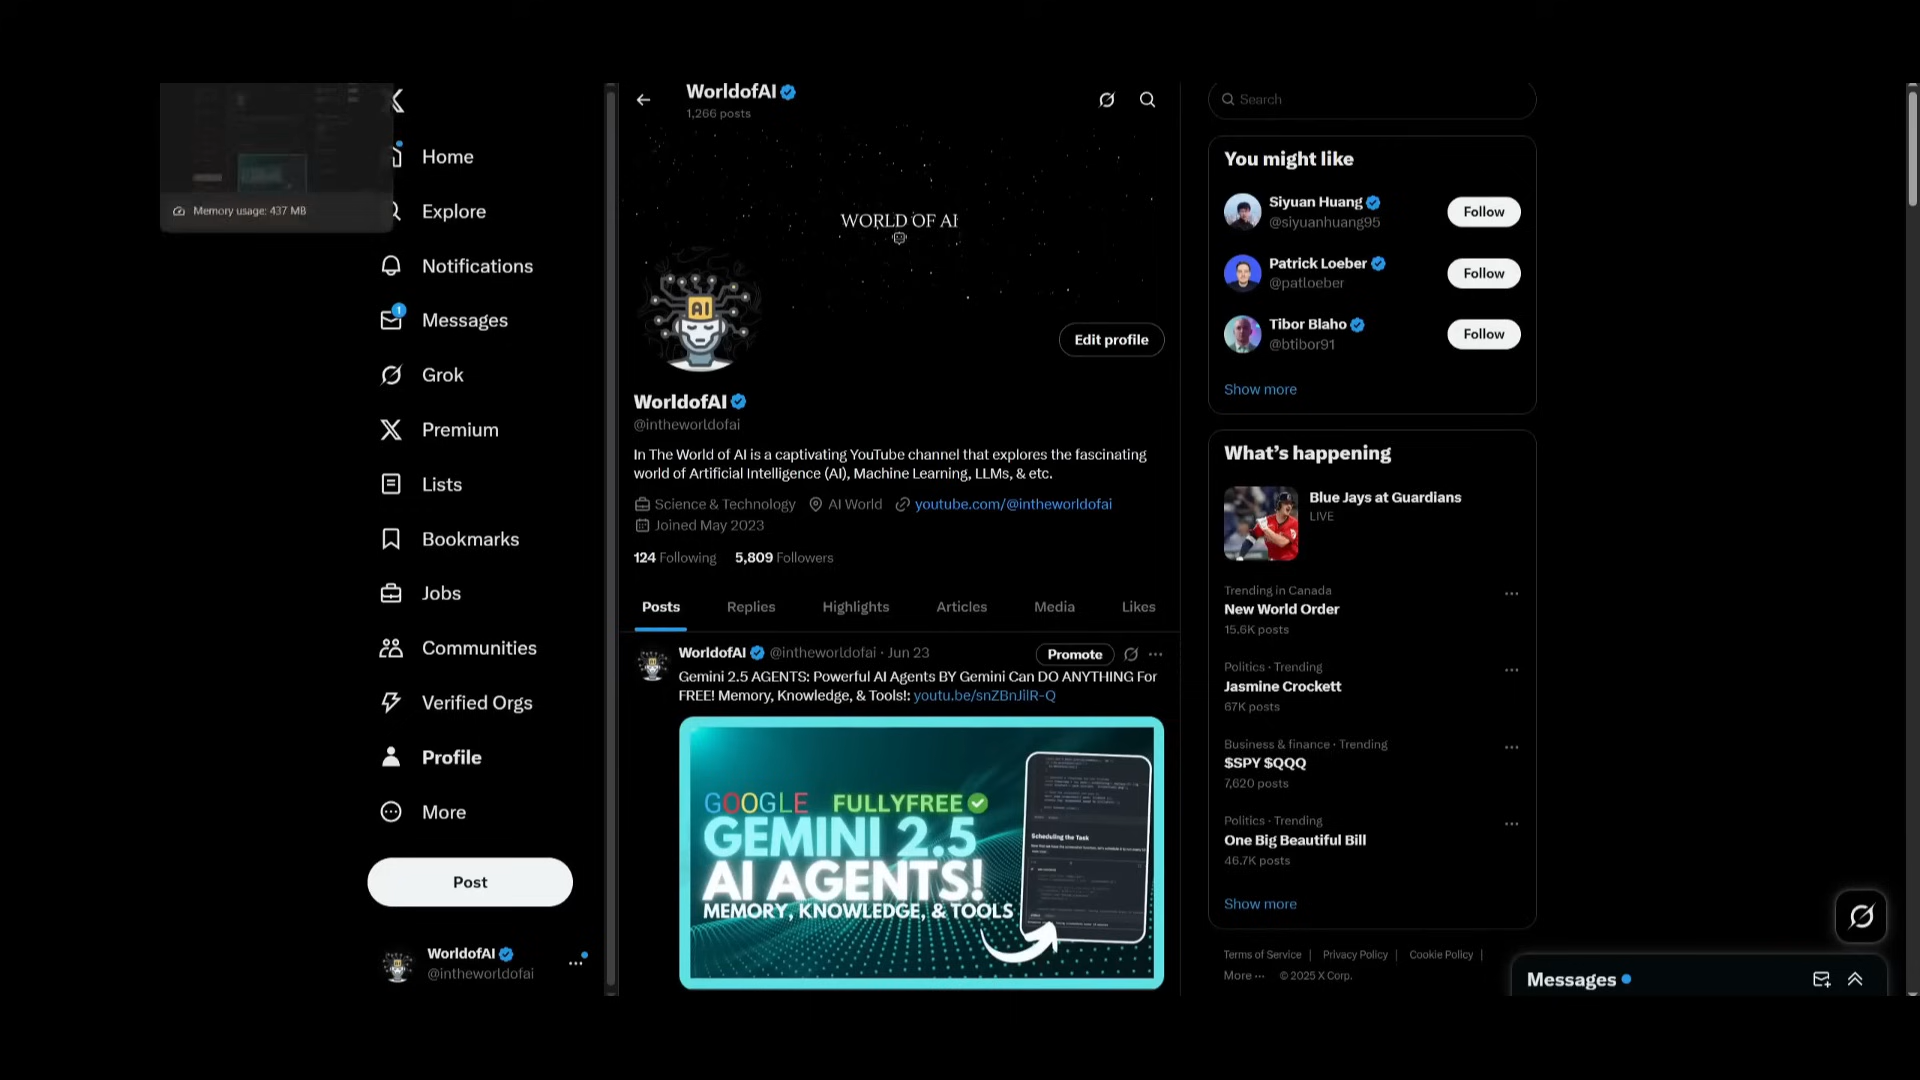 Memory usage: 437 MB
Home
Explore
Notifications
1
Messages
Grok
Premium
Lists
Bookmarks
Jobs
Communities
Verified Orgs
Profile
More
Post
WorldofAI
@intheworldofai
WorldofAI
1,266 posts
WORLD OF AI
AI
Edit profile
WorldofAI
@intheworldofai
In The World of AI is a captivating YouTube channel that explores the fascinating
world of Artificial Intelligence (AI), Machine Learning, LLMs, & etc.
Science & Technology AI World youtube.com/@intheworldofai
Joined May 2023
124 Following 5,809 Followers
Posts Replies Highlights Articles Media Likes
WorldofAI @intheworldofai · Jun 23 Promote
Gemini 2.5 AGENTS: Powerful AI Agents BY Gemini Can DO ANYTHING For
FREE! Memory, Knowledge, & Tools!: youtu.be/snZBnJilR-Q
GOOGLE FULLYFREE
GEMINI 2.5
AI AGENTS!
MEMORY, KNOWLEDGE, & TOOLS
Scheduling the Task
Search
You might like
Siyuan Huang
@siyuanhuang95
Follow
Patrick Loeber
@patloeber
Follow
Tibor Blaho
@btibor91
Follow
Show more
What's happening
Blue Jays at Guardians
LIVE
Trending in Canada
New World Order
15.6K posts
Politics · Trending
Jasmine Crockett
67K posts
Business & finance · Trending
$SPY $QQQ
7,620 posts
Politics · Trending
One Big Beautiful Bill
46.7K posts
Show more
Terms of Service | Privacy Policy | Cookie Policy |
More ··· © 2025 X Corp.
Messages